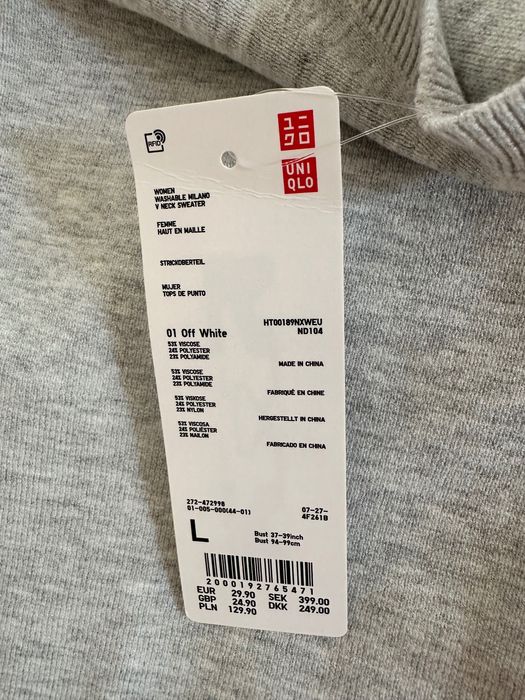 RFID
ユニ
クロ
UNI
QLO
WOMEN
WASHABLE MILANO
V NECK SWEATER
FEMME
HAUT EN MAILLE
STRICKOBERTEIL
MUJER
TOPS DE PUNTO
01 Off White
HT00189NXWEU
ND104
53% VISCOSE
24% POLYESTER
23% POLYAMIDE
MADE IN CHINA
53% VISCOSE
24% POLYESTER
23% POLYAMIDE
FABRIQUÉ EN CHINE
53% VISKOSE
24% POLYESTER
23% NYLON
HERGESTELLT IN CHINA
53% VISCOSA
24% POLIÉSTER
23% NAILON
FABRICADO EN CHINA
272-472998
01-005-000(44-01)
07-27-
4F261B
L
Bust 37-39inch
Bust 94-99cm
2000192765471
EUR 29.90 SEK 399.00
GBP 24.90 DKK 249.00
PLN 129.90